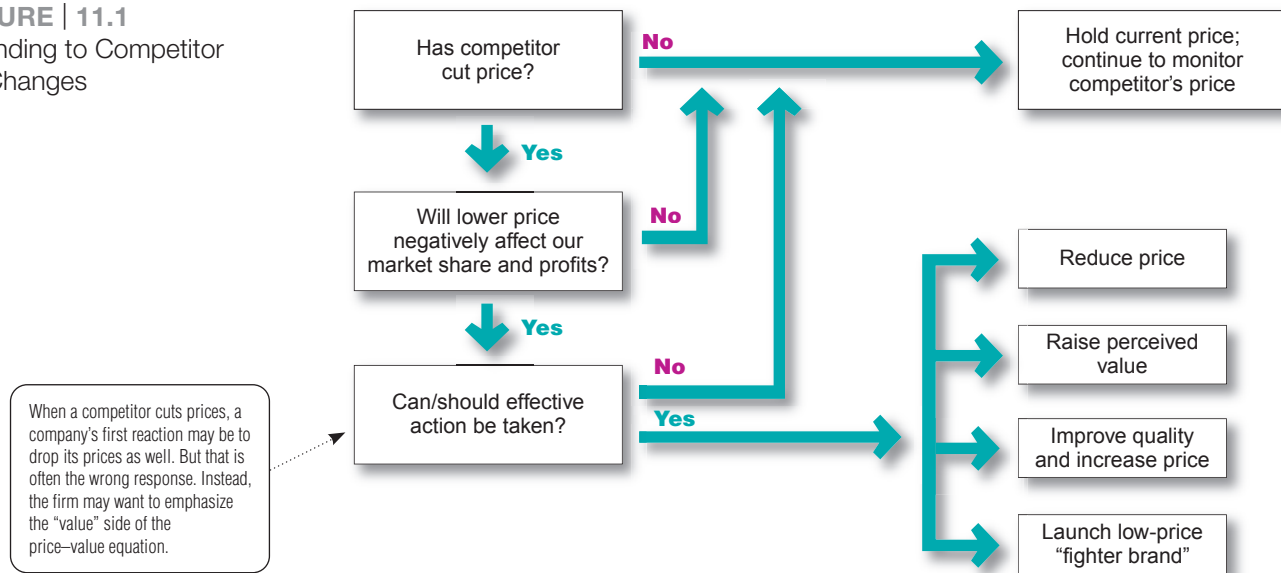 URE | 11.1
nding to Competitor
Changes
Has competitor
cut price?
No
Hold current price;
continue to monitor
competitor's price
Yes
Will lower price
negatively affect our
market share and profits?
No
Yes
Can/should effective
action be taken?
No
Yes
Reduce price
Raise perceived
value
Improve quality
and increase price
Launch low-price
“fighter brand”
When a competitor cuts prices, a
company's first reaction may be to
drop its prices as well. But that is
often the wrong response. Instead,
the firm may want to emphasize
the “value” side of the
price–value equation.